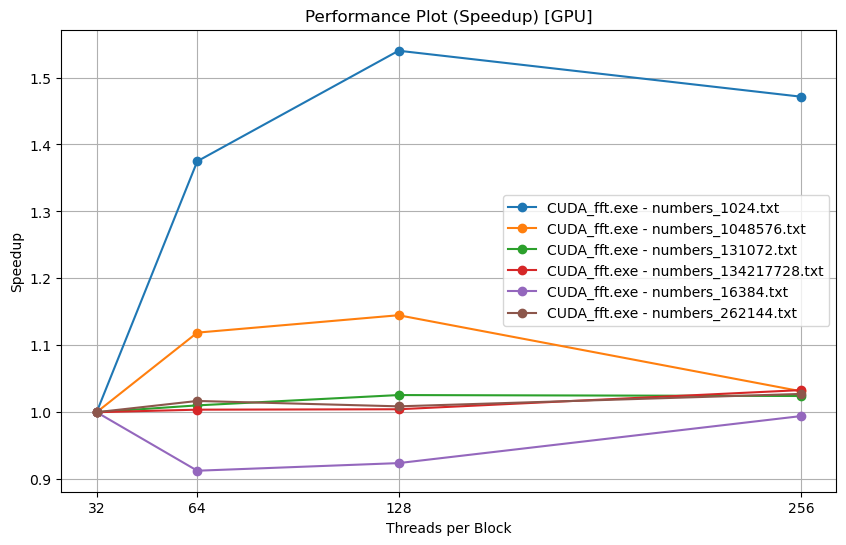 Performance Plot (Speedup) [GPU]
1.5
1.4
1.3
1.2
1.1
1.0
0.9
Speedup
CUDA_fft.exe - numbers_1024.txt
CUDA_fft.exe - numbers_1048576.txt
CUDA_fft.exe - numbers_131072.txt
CUDA_fft.exe - numbers_134217728.txt
CUDA_fft.exe - numbers_16384.txt
CUDA_fft.exe - numbers_262144.txt
32 64 128 256
Threads per Block